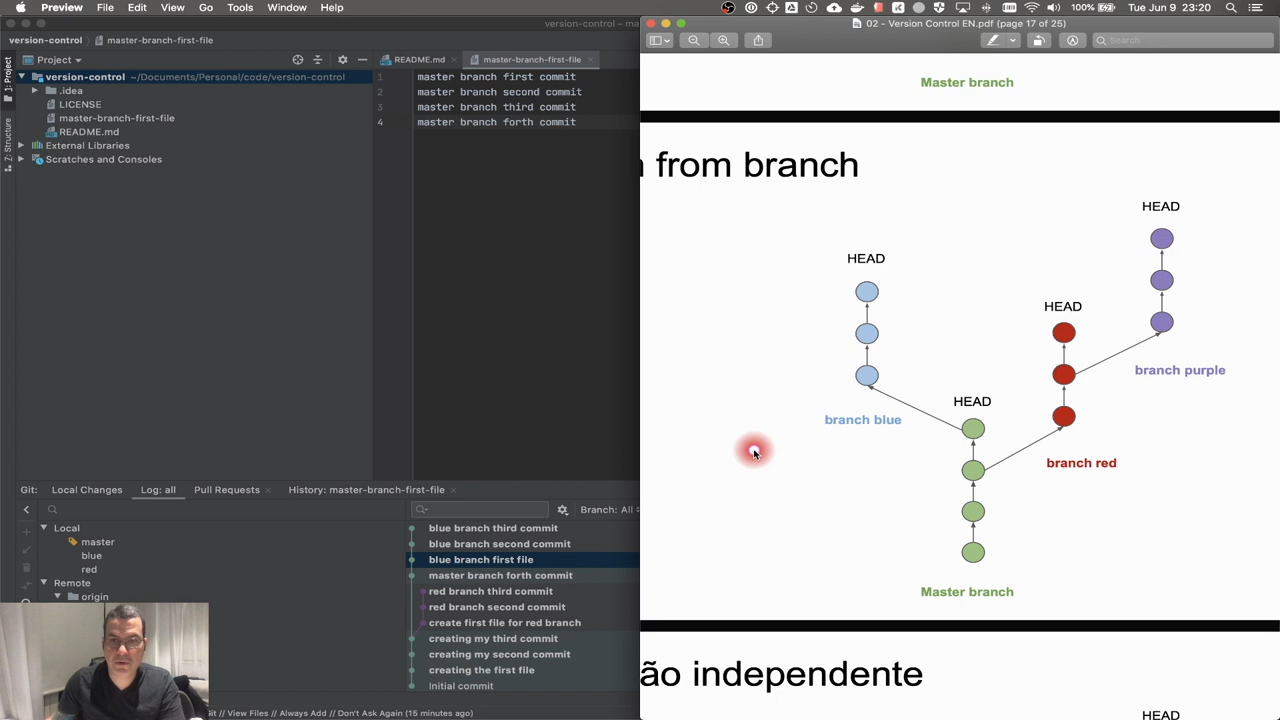 Preview File Edit View Go Tools Window Help
100% Tue Jun 9 23:20
version-control
02 - Version Control EN.pdf (page 17 of 25)
version-control master-branch-first-file
Search
Project
README.md
master-branch-first-file
1: Project
version-control ~/Documents/Personal/code/version-control
.idea
LICENSE
master-branch-first-file
README.md
External Libraries
Scratches and Consoles
Z: Structure
1 master branch first commit
2 master branch second commit
3 master branch third commit
4 master branch forth commit
Master branch
from branch
HEAD
HEAD
HEAD
branch purple
HEAD
branch blue
branch red
Master branch
ão independente
HEAD
Git: Local Changes Log: all Pull Requests History: master-branch-first-file
Branch: All
Local
master
blue
red
Remote
origin
blue branch third commit
blue branch second commit
blue branch first file
master branch forth commit
red branch third commit
red branch second commit
create first file for red branch
creating my third commit
creating my second commit
creating the first file
Initial commit
it // View Files // Always Add // Don't Ask Again (15 minutes ago)